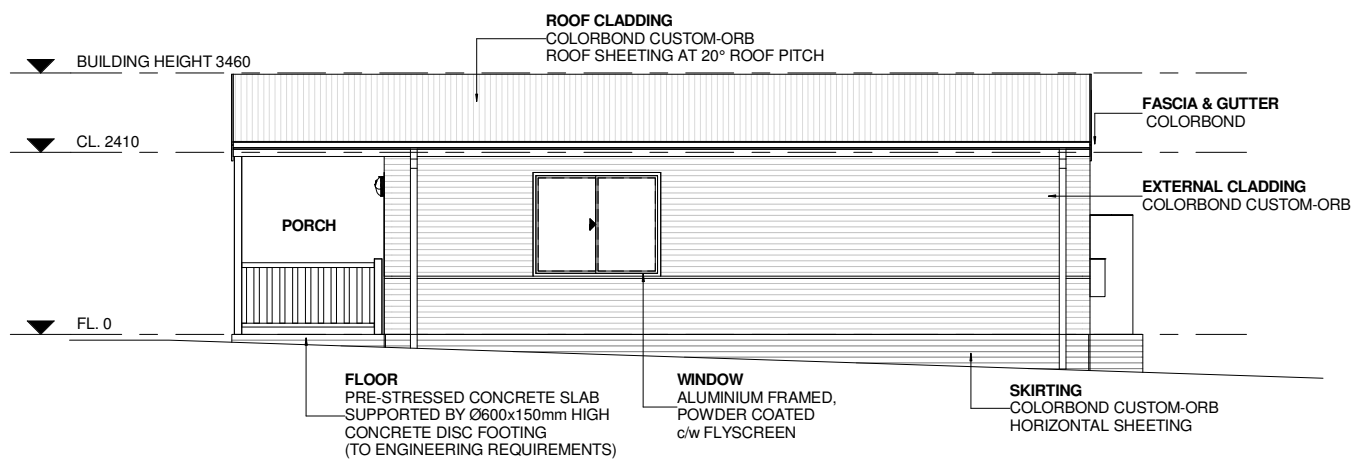 ROOF CLADDING
COLORBOND CUSTOM-ORB
ROOF SHEETING AT 20° ROOF PITCH
BUILDING HEIGHT 3460
FASCIA & GUTTER
COLORBOND
CL. 2410
EXTERNAL CLADDING
COLORBOND CUSTOM-ORB
PORCH
FL. 0
FLOOR
PRE-STRESSED CONCRETE SLAB
SUPPORTED BY Ø600x150mm HIGH
CONCRETE DISC FOOTING
(TO ENGINEERING REQUIREMENTS)
WINDOW
ALUMINIUM FRAMED,
POWDER COATED
c/w FLYSCREEN
SKIRTING
COLORBOND CUSTOM-ORB
HORIZONTAL SHEETING